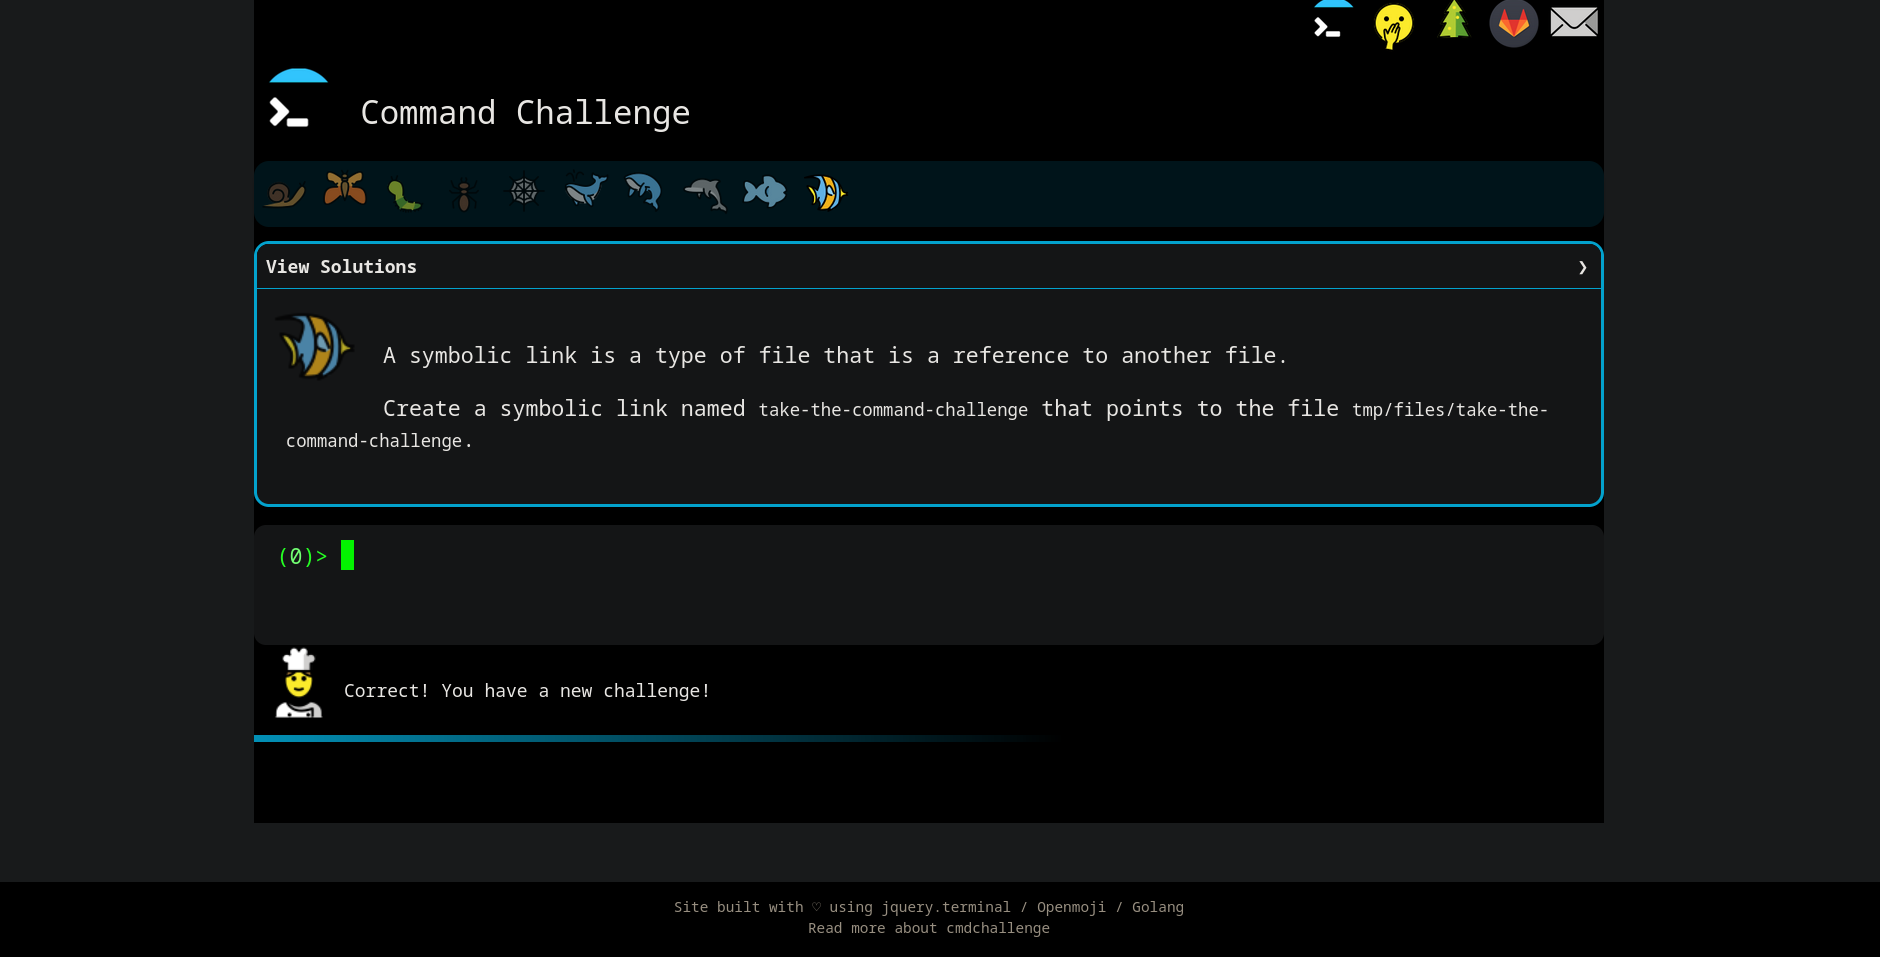 Command Challenge
View Solutions ❯
A symbolic link is a type of file that is a reference to another file.
Create a symbolic link named take-the-command-challenge that points to the file tmp/files/take-the-
command-challenge.
(0)>
Correct! You have a new challenge!
Site built with ♡ using jquery.terminal / Openmoji / Golang
Read more about cmdchallenge